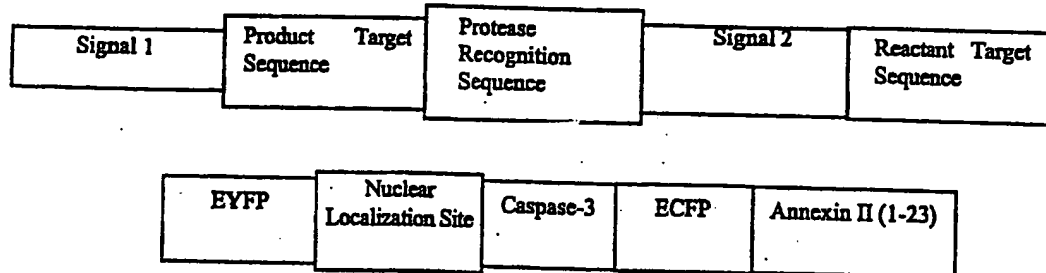 Signal 1
Product Target
Sequence
Protease
Recognition
Sequence
Signal 2
Reactant Target
Sequence
EYFP
Nuclear
Localization Site
Caspase-3
ECFP
Annexin II (1-23)